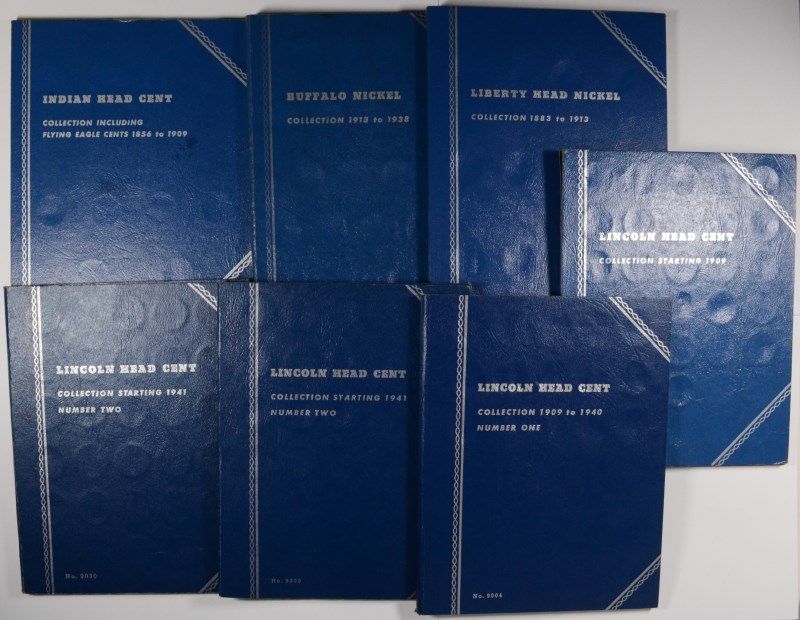 INDIAN HEAD CENT
COLLECTION INCLUDING
FLYING EAGLE CENTS 1856 to 1909
BUFFALO NICKEL
COLLECTION 1913 to 1938
LIBERTY HEAD NICKEL
COLLECTION 1883 to 1913
LINCOLN HEAD CENT
COLLECTION STARTING 1909
LINCOLN HEAD CENT
COLLECTION STARTING 1941
NUMBER TWO
No. 9030
LINCOLN HEAD CENT
COLLECTION STARTING 1941
NUMBER TWO
No. 9030
LINCOLN HEAD CENT
COLLECTION 1909 to 1940
NUMBER ONE
No. 9004